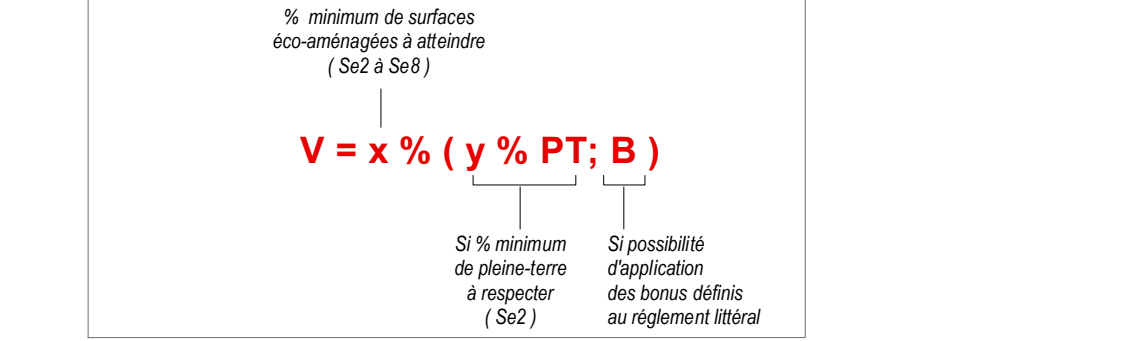 % minimum de surfaces
éco-aménagées à atteindre
( Se2 à Se8 )
V = x % ( y % PT; B )
Si % minimum
de pleine-terre
à respecter
( Se2 )
Si possibilité
d'application
des bonus définis
au réglement littéral